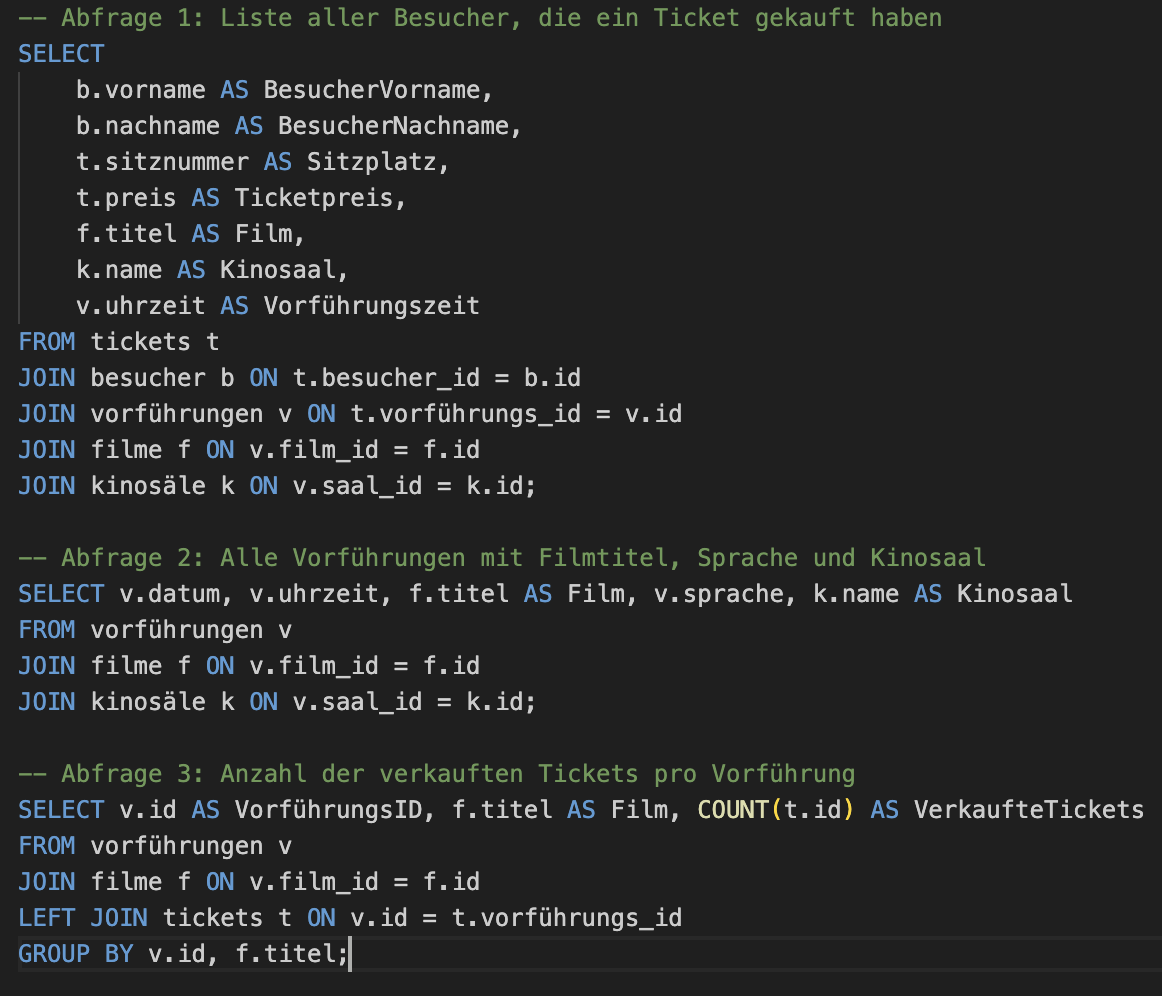 -- Abfrage 1: Liste aller Besucher, die ein Ticket gekauft haben
SELECT
    b.vorname AS BesucherVorname,
    b.nachname AS BesucherNachname,
    t.sitznummer AS Sitzplatz,
    t.preis AS Ticketpreis,
    f.titel AS Film,
    k.name AS Kinosaal,
    v.uhrzeit AS Vorführungszeit
FROM tickets t
JOIN besucher b ON t.besucher_id = b.id
JOIN vorführungen v ON t.vorführungs_id = v.id
JOIN filme f ON v.film_id = f.id
JOIN kinosäle k ON v.saal_id = k.id;

-- Abfrage 2: Alle Vorführungen mit Filmtitel, Sprache und Kinosaal
SELECT v.datum, v.uhrzeit, f.titel AS Film, v.sprache, k.name AS Kinosaal
FROM vorführungen v
JOIN filme f ON v.film_id = f.id
JOIN kinosäle k ON v.saal_id = k.id;

-- Abfrage 3: Anzahl der verkauften Tickets pro Vorführung
SELECT v.id AS VorführungsID, f.titel AS Film, COUNT(t.id) AS VerkaufteTickets
FROM vorführungen v
JOIN filme f ON v.film_id = f.id
LEFT JOIN tickets t ON v.id = t.vorführungs_id
GROUP BY v.id, f.titel;